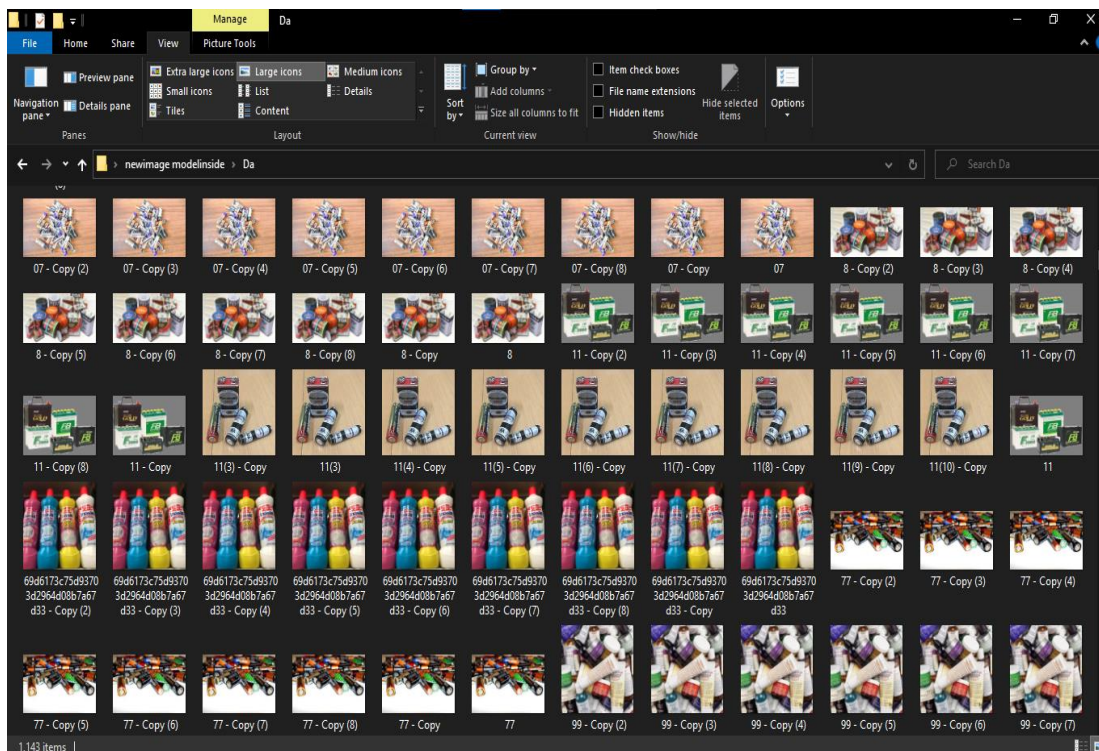 Manage
Da
File
Home
Share
View
Picture Tools
Navigation pane
Preview pane
Details pane
Panes
Extra large icons
Large icons
Medium icons
Small icons
List
Details
Tiles
Content
Layout
Sort by
Group by
Add columns
Size all columns to fit
Current view
Item check boxes
File name extensions
Hidden items
Hide selected items
Show/hide
Options
newimage modelinside > Da
Search Da
07 - Copy (2)
07 - Copy (3)
07 - Copy (4)
07 - Copy (5)
07 - Copy (6)
07 - Copy (7)
07 - Copy (8)
07 - Copy
07
8 - Copy (2)
8 - Copy (3)
8 - Copy (4)
8 - Copy (5)
8 - Copy (6)
8 - Copy (7)
8 - Copy (8)
8 - Copy
8
11 - Copy (2)
11 - Copy (3)
11 - Copy (4)
11 - Copy (5)
11 - Copy (6)
11 - Copy (7)
11 - Copy (8)
11 - Copy
11(3) - Copy
11(3)
11(4) - Copy
11(5) - Copy
11(6) - Copy
11(7) - Copy
11(8) - Copy
11(9) - Copy
11(10) - Copy
11
69d6173c75d9370
3d2964d08b7a67
d33 - Copy (2)
69d6173c75d9370
3d2964d08b7a67
d33 - Copy (3)
69d6173c75d9370
3d2964d08b7a67
d33 - Copy (4)
69d6173c75d9370
3d2964d08b7a67
d33 - Copy (5)
69d6173c75d9370
3d2964d08b7a67
d33 - Copy (6)
69d6173c75d9370
3d2964d08b7a67
d33 - Copy (7)
69d6173c75d9370
3d2964d08b7a67
d33 - Copy (8)
69d6173c75d9370
3d2964d08b7a67
d33 - Copy
69d6173c75d9370
3d2964d08b7a67
d33
77 - Copy (2)
77 - Copy (3)
77 - Copy (4)
77 - Copy (5)
77 - Copy (6)
77 - Copy (7)
77 - Copy (8)
77 - Copy
77
99 - Copy (2)
99 - Copy (3)
99 - Copy (4)
99 - Copy (5)
99 - Copy (6)
99 - Copy (7)
1,143 items